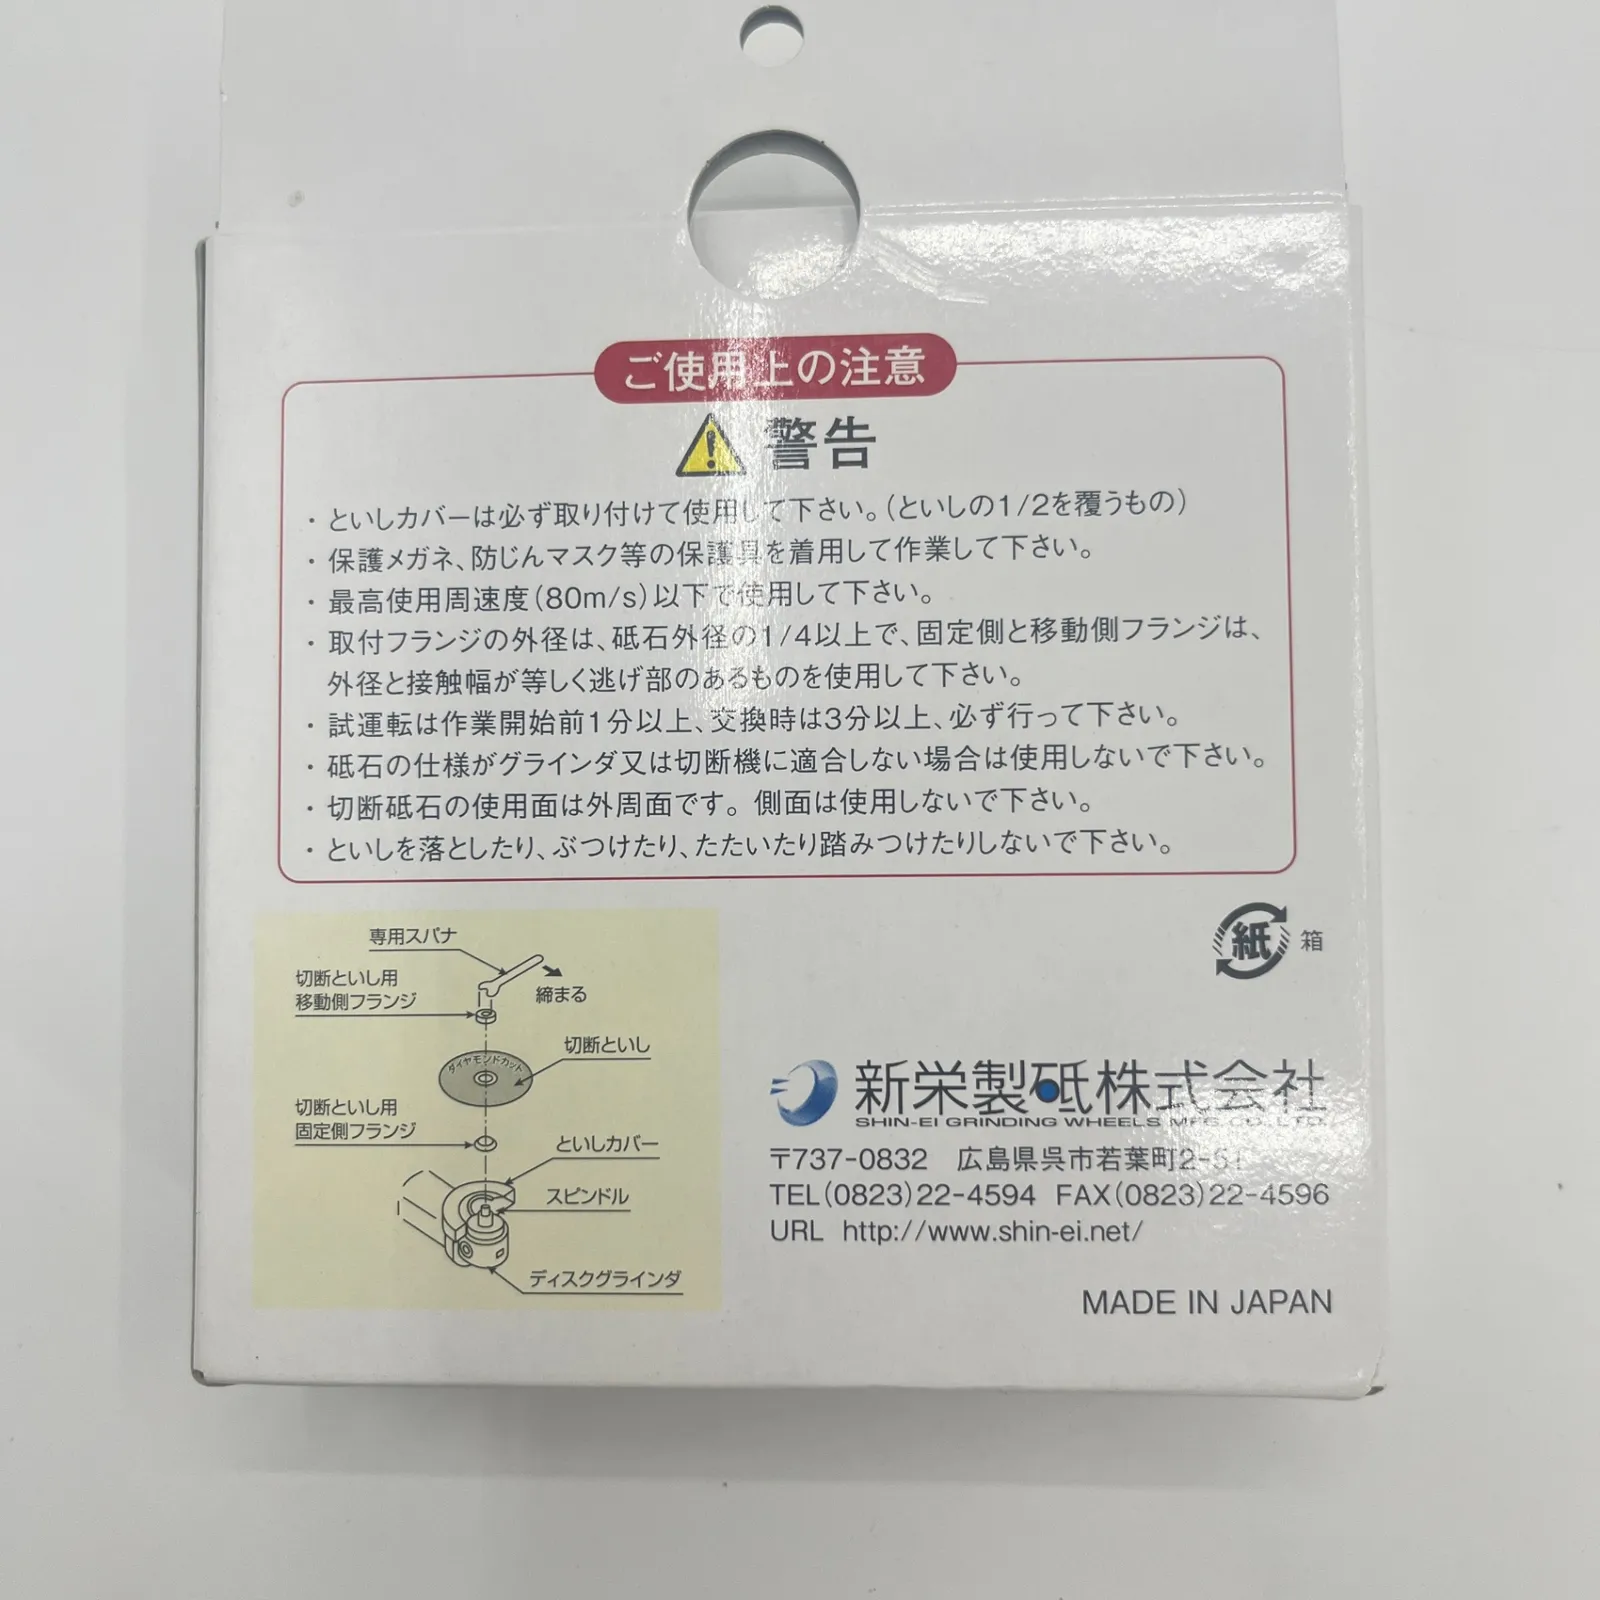 ご使用上の注意
警告
・といしカバーは必ず取り付けて使用して下さい。(といしの1/2を覆うもの)
・保護メガネ、防じんマスク等の保護具を着用して作業して下さい。
・最高使用周速度(80m/s)以下で使用して下さい。
・取付フランジの外径は、砥石外径の1/4以上で、固定側と移動側フランジは、
外径と接触幅が等しく逃げ部のあるものを使用して下さい。
・試運転は作業開始前1分以上、交換時は3分以上、必ず行って下さい。
・砥石の仕様がグラインダ又は切断機に適合しない場合は使用しないで下さい。
・切断砥石の使用面は外周面です。側面は使用しないで下さい。
・といしを落としたり、ぶつけたり、たたいたり踏みつけたりしないで下さい。
専用スパナ
切断といし用
移動側フランジ
締まる
切断といし
ダイヤモンドカット
切断といし用
固定側フランジ
といしカバー
スピンドル
ディスクグラインダ
紙 箱
新栄製砥株式会社
SHIN-EI GRINDING WHEELS MFG.CO.,LTD.
〒737-0832 広島県呉市若葉町2-51
TEL(0823)22-4594 FAX(0823)22-4596
URL http://www.shin-ei.net/
MADE IN JAPAN